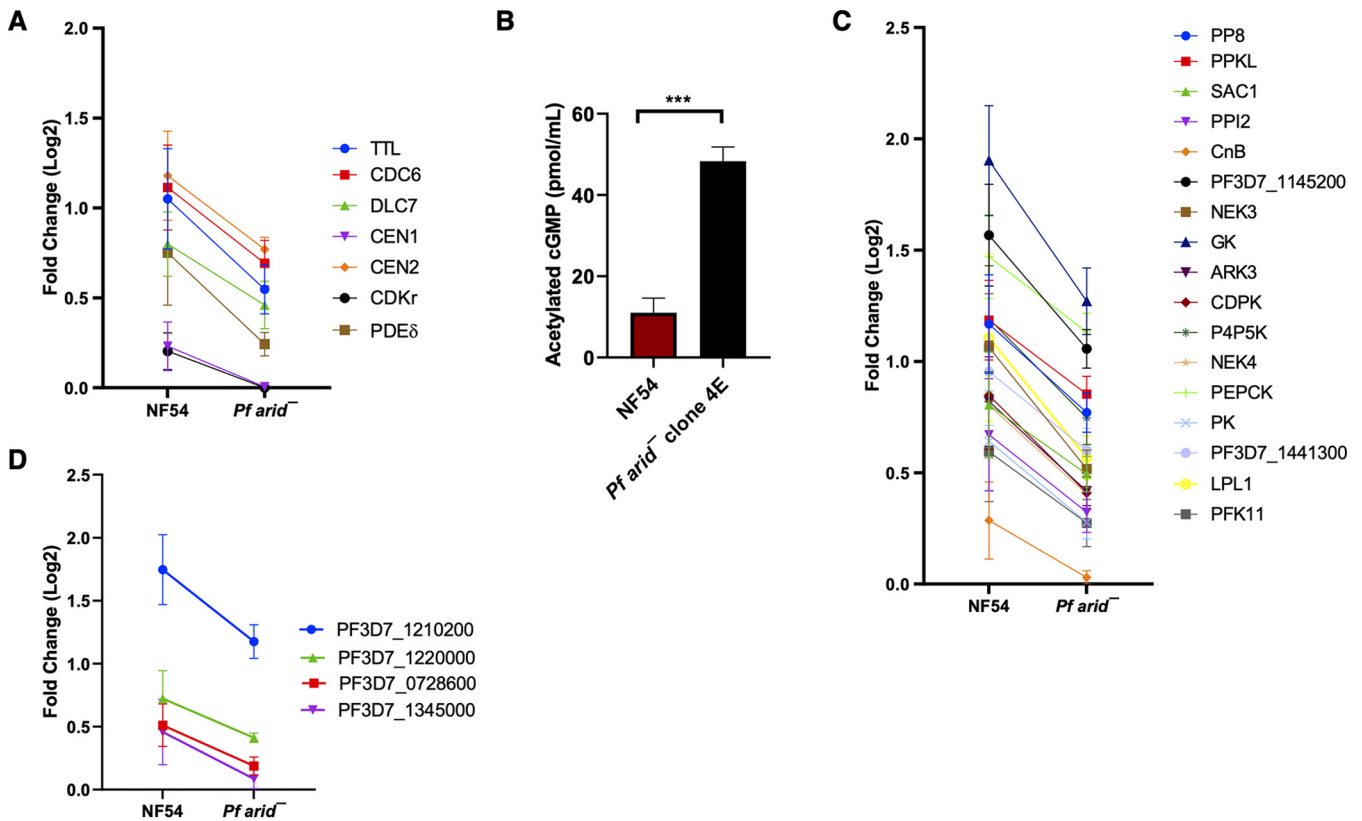 A
Fold Change (Log2)
2.0
1.5
1.0
0.5
0.0
NF54
Pf arid⁻
TTL
CDC6
DLC7
CEN1
CEN2
CDKr
PDEδ
B
Acetylated cGMP (pmol/mL)
60
40
20
0
***
NF54
Pf arid⁻ clone 4E
C
Fold Change (Log2)
2.5
2.0
1.5
1.0
0.5
0.0
NF54
Pf arid⁻
PP8
PPKL
SAC1
PPI2
CnB
PF3D7_1145200
NEK3
GK
ARK3
CDPK
P4P5K
NEK4
PEPCK
PK
PF3D7_1441300
LPL1
PFK11
D
Fold Change (Log2)
2.5
2.0
1.5
1.0
0.5
0.0
NF54
Pf arid⁻
PF3D7_1210200
PF3D7_1220000
PF3D7_0728600
PF3D7_1345000